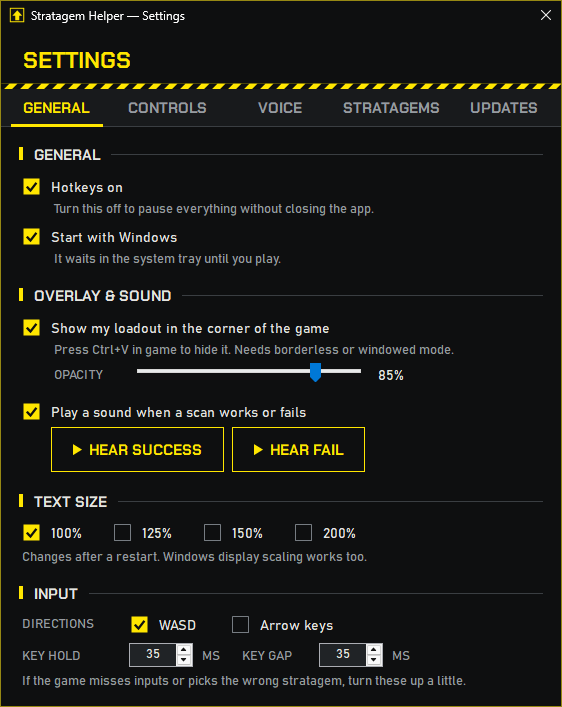 Stratagem Helper — Settings
SETTINGS
GENERAL CONTROLS VOICE STRATAGEMS UPDATES
GENERAL
Hotkeys on
Turn this off to pause everything without closing the app.
Start with Windows
It waits in the system tray until you play.
OVERLAY & SOUND
Show my loadout in the corner of the game
Press Ctrl+V in game to hide it. Needs borderless or windowed mode.
OPACITY 85%
Play a sound when a scan works or fails
HEAR SUCCESS HEAR FAIL
TEXT SIZE
100% 125% 150% 200%
Changes after a restart. Windows display scaling works too.
INPUT
DIRECTIONS WASD Arrow keys
KEY HOLD 35 MS KEY GAP 35 MS
If the game misses inputs or picks the wrong stratagem, turn these up a little.